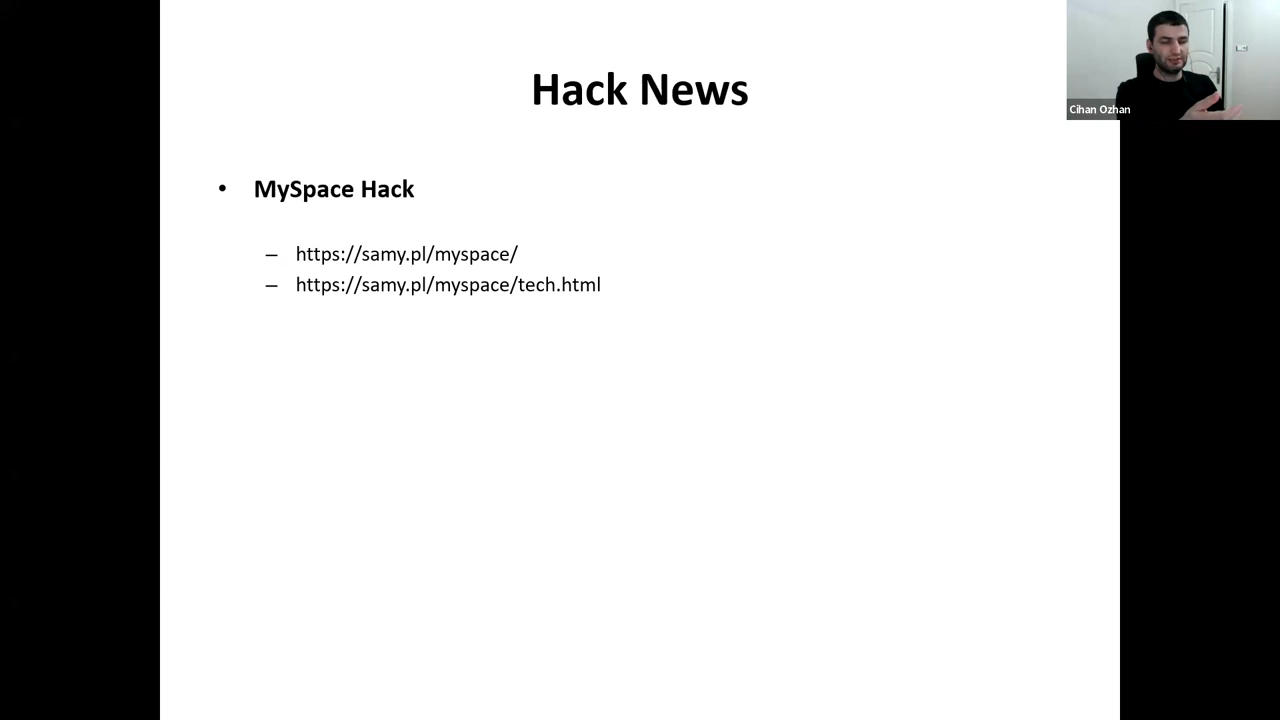 Hack News
Cihan Ozhan
• MySpace Hack
– https://samy.pl/myspace/
– https://samy.pl/myspace/tech.html